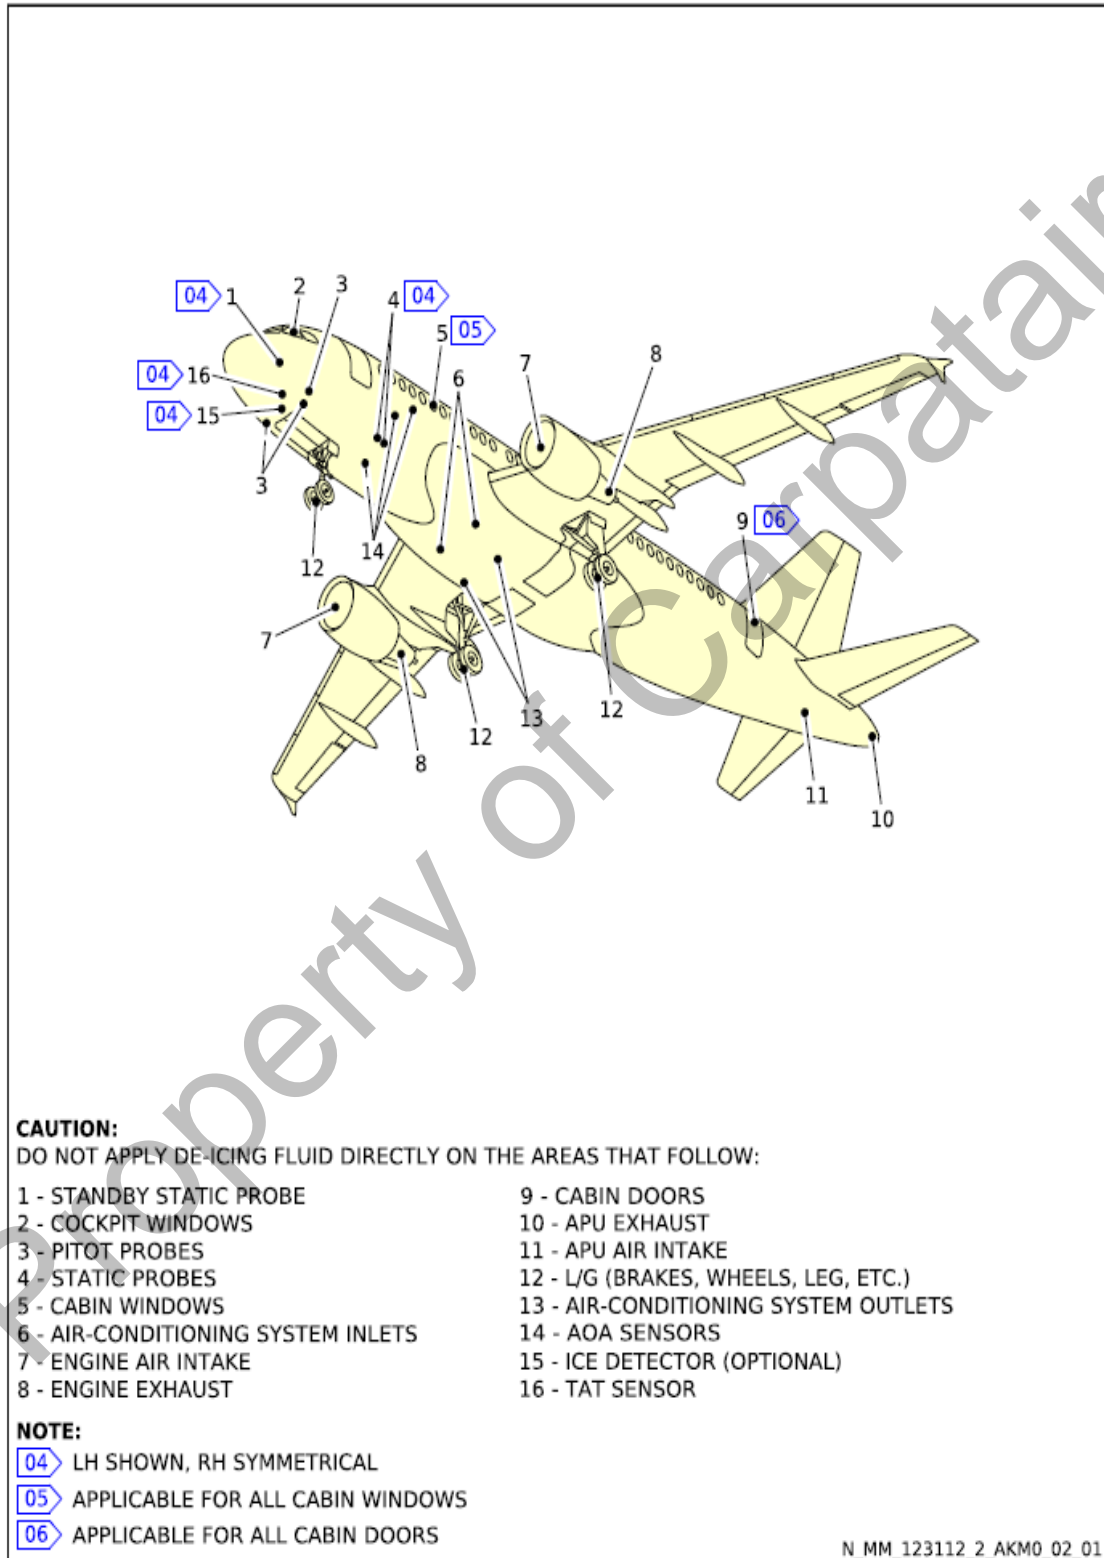 04 1 2 3 4 04
5 05
04 16
6
7
8
04 15
3
14
12
9 06
7
12
13
12
8
11
10
Property of Carpatair
CAUTION:
DO NOT APPLY DE-ICING FLUID DIRECTLY ON THE AREAS THAT FOLLOW:
1 - STANDBY STATIC PROBE
2 - COCKPIT WINDOWS
3 - PITOT PROBES
4 - STATIC PROBES
5 - CABIN WINDOWS
6 - AIR-CONDITIONING SYSTEM INLETS
7 - ENGINE AIR INTAKE
8 - ENGINE EXHAUST
9 - CABIN DOORS
10 - APU EXHAUST
11 - APU AIR INTAKE
12 - L/G (BRAKES, WHEELS, LEG, ETC.)
13 - AIR-CONDITIONING SYSTEM OUTLETS
14 - AOA SENSORS
15 - ICE DETECTOR (OPTIONAL)
16 - TAT SENSOR
NOTE:
04 LH SHOWN, RH SYMMETRICAL
05 APPLICABLE FOR ALL CABIN WINDOWS
06 APPLICABLE FOR ALL CABIN DOORS
N_MM_123112_2_AKM0_02_01